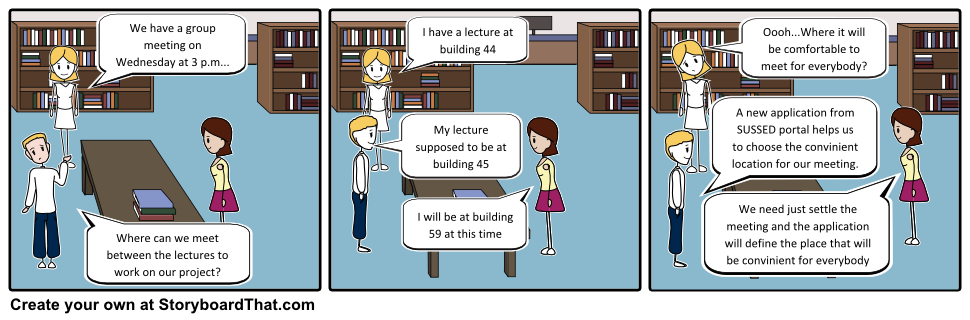 We have a group
meeting on
Wednesday at 3 p.m...
Where can we meet
between the lectures to
work on our project?
I have a lecture at
building 44
My lecture
supposed to be at
building 45
I will be at building
59 at this time
Oooh...Where it will
be comfortable to
meet for everybody?
A new application from
SUSSED portal helps us
to choose the convinient
location for our meeting.
We need just settle the
meeting and the application
will define the place that will
be convinient for everybody
Create your own at StoryboardThat.com